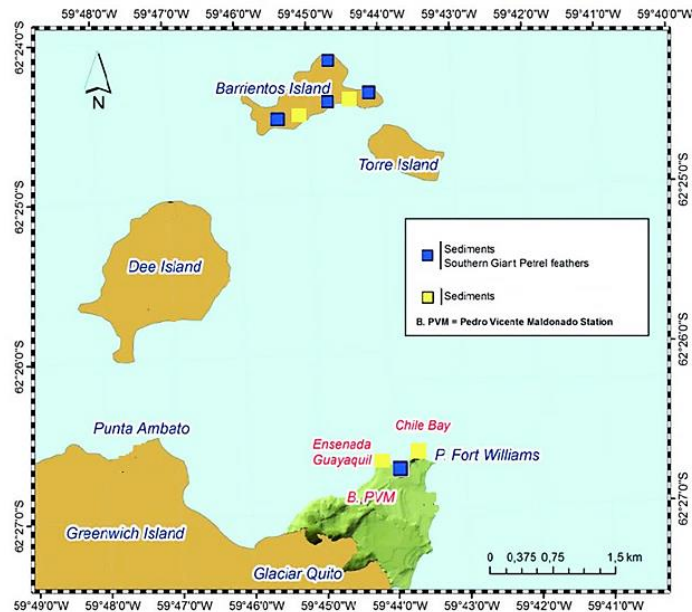 59°48'0"W 59°47'0"W 59°46'0"W 59°45'0"W 59°44'0"W 59°43'0"W 59°42'0"W 59°41'0"W 59°40'0"W
62°24'0"S
N
Barrientos Island
Torre Island
62°25'0"S
62°25'0"S
Dee Island
Sediments
Southern Giant Petrel feathers
Sediments
B. PVM = Pedro Vicente Maldonado Station
62°26'0"S
62°26'0"S
Punta Ambato
Chile Bay
Ensenada
Guayaquil
P. Fort Williams
B. PVM
62°27'0"S
62°27'0"S
Greenwich Island
Glaciar Quito
0 0,375 0,75 1,5 km
59°49'0"W 59°48'0"W 59°47'0"W 59°46'0"W 59°45'0"W 59°44'0"W 59°43'0"W 59°42'0"W 59°41'0"W